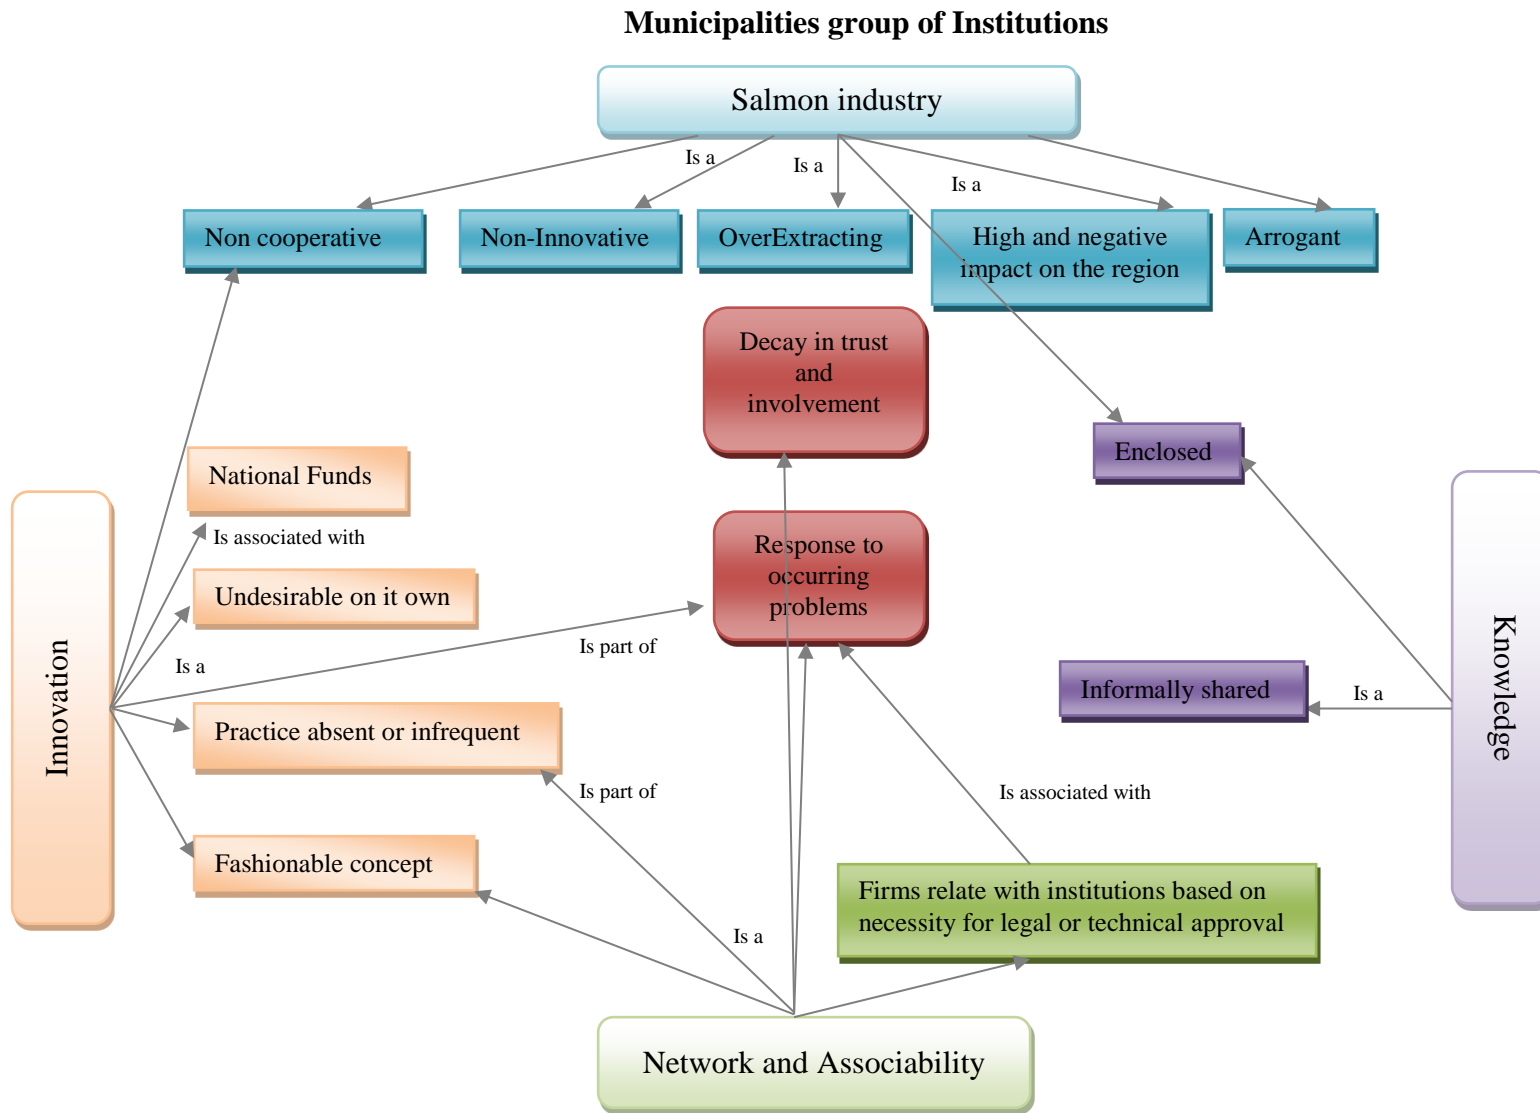 Municipalities group of Institutions
Salmon industry
Is a
Is a
Is a
Non cooperative
Non-Innovative
OverExtracting
High and negative
impact on the region
Arrogant
Decay in trust
and
involvement
Enclosed
National Funds
Is associated with
Response to
occurring
problems
Undesirable on it own
Is part of
Is a
Innovation
Knowledge
Informally shared
Is a
Practice absent or infrequent
Is part of
Is associated with
Fashionable concept
Firms relate with institutions based on
necessity for legal or technical approval
Is a
Network and Associability